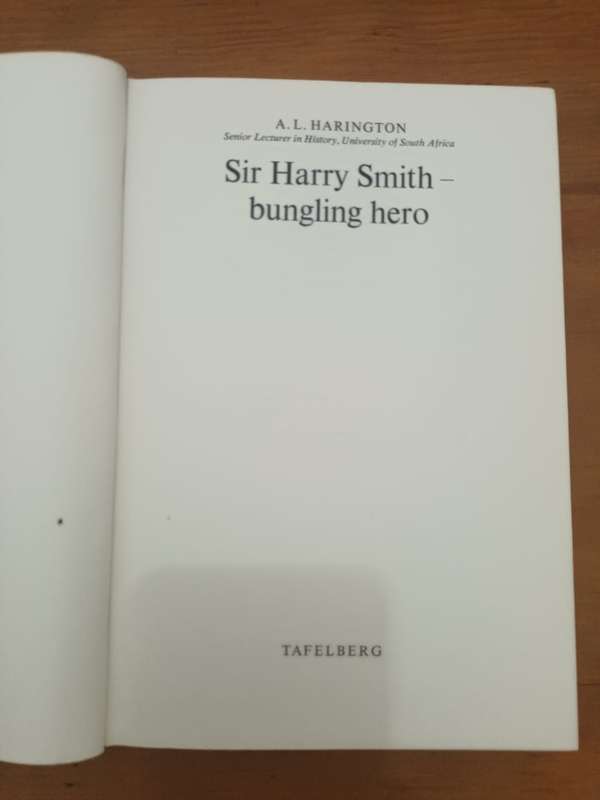 A. L. HARINGTON
Senior Lecturer in History, University of South Africa
Sir Harry Smith –
bungling hero
TAFELBERG